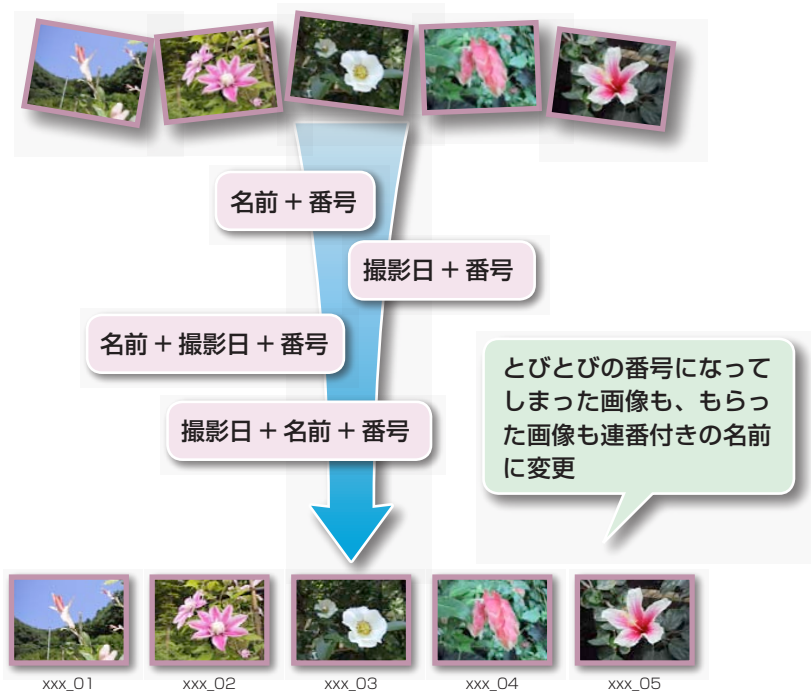 名前 + 番号
撮影日 + 番号
名前 + 撮影日 + 番号
撮影日 + 名前 + 番号
とびとびの番号になって
しまった画像も、もらっ
た画像も連番付きの名前
に変更
xxx_01
xxx_02
xxx_03
xxx_04
xxx_05